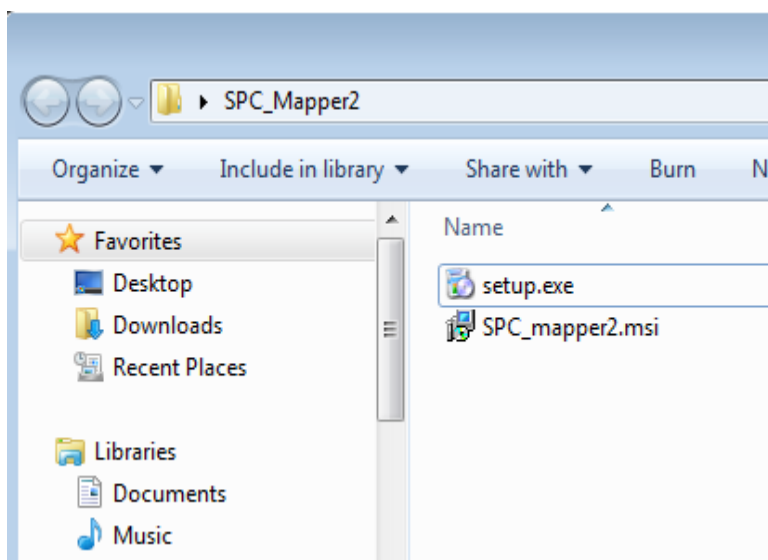 SPC_Mapper2
Organize Include in library Share with Burn N
Favorites
Desktop
Downloads
Recent Places
Libraries
Documents
Music
Name
setup.exe
SPC_mapper2.msi